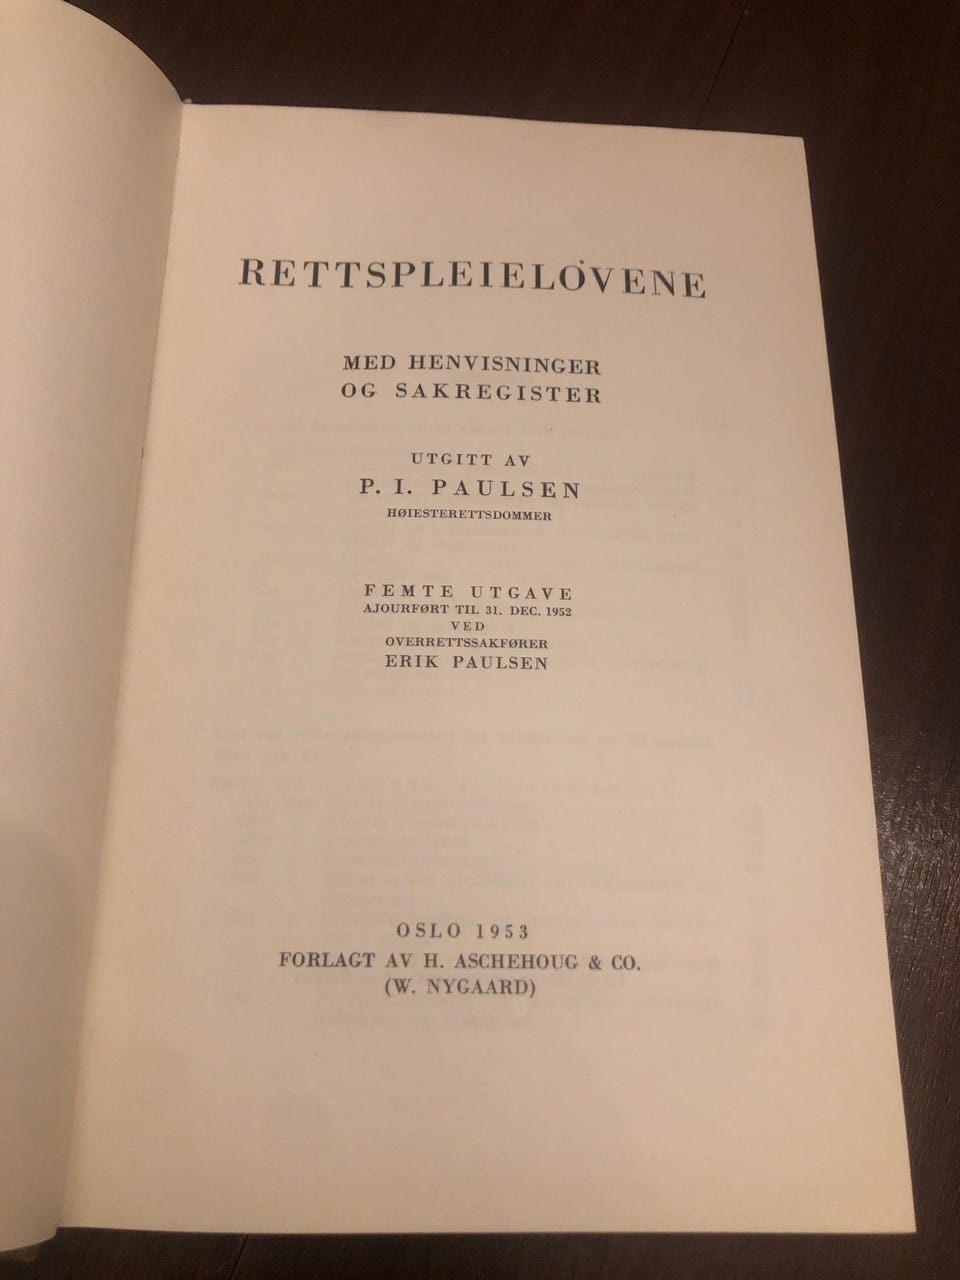 RETTSPLEIELOVENE
MED HENVISNINGER
OG SAKREGISTER
UTGITT AV
P. I. PAULSEN
HØIESTERETTSDOMMER
FEMTE UTGAVE
AJOURFØRT TIL 31. DEC. 1952
VED
OVERRETTSSAKFØRER
ERIK PAULSEN
OSLO 1953
FORLAGT AV H. ASCHEHOUG & CO.
(W. NYGAARD)